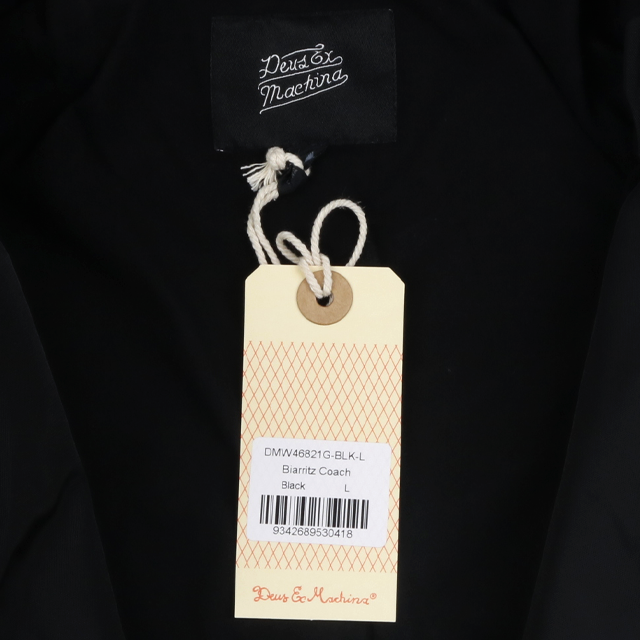 Deus Ex
Machina
DMW46821G-BLK-L
Biarritz Coach
Black L
9342689530418
Deus Ex Machina®